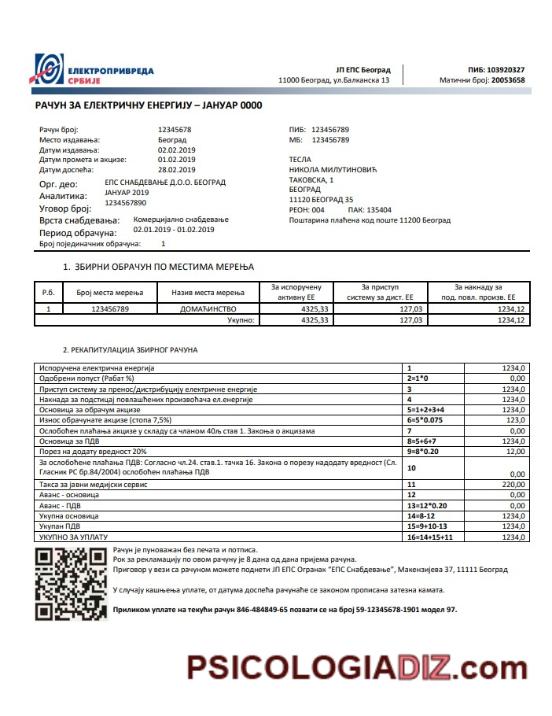 ЕЛЕКТРОПРИВРЕДА
СРБИЈЕ
ЈП ЕПС Београд
11000 Београд, ул.Балканска 13
ПИБ: 103920327
Матични број: 20053658
РАЧУН ЗА ЕЛЕКТРИЧНУ ЕНЕРГИЈУ – ЈАНУАР 0000
Рачун број: 12345678
Место издавања: Београд
Датум издавања: 02.02.2019
Датум промета и акцизе: 01.02.2019
Датум доспећа: 28.02.2019
Орг. део: ЕПС СНАБДЕВАЊЕ Д.О.О. БЕОГРАД
Аналитика: ЈАНУАР 2019
Уговор број: 1234567890
Врста снабдевања: Комерцијално снабдевање
Период обрачуна: 02.01.2019 - 01.02.2019
Број појединачник обрачуна: 1
ПИБ: 123456789
МБ: 123456789
ТЕСЛА
НИКОЛА МИЛУТИНОВИЋ
ТАКОВСКА, 1
БЕОГРАД
11120 БЕОГРАД 35
РЕОН: 004 ПАК: 135404
Поштарина плаћена код поште 11200 Београд
1. ЗБИРНИ ОБРАЧУН ПО МЕСТИМА МЕРЕЊА
Р.б. Број места мерења Назив места мерења За испоручену активну ЕЕ За приступ систему за дист. ЕЕ За накнаду за под. повл. произв. ЕЕ
1 123456789 ДОМАЋИНСТВО 4325,33 127,03 1234,12
Укупно: 4325,33 127,03 1234,12
2. РЕКАПИТУЛАЦИЈА ЗБИРНОГ РАЧУНА
Испоручена електрична енергија 1 1234,0
Одобрени попуст (Рабат %) 2=1*0 0,00
Приступ систему за пренос/дистрибуцију електричне енергије 3 1234,0
Накнада за подстицај повлашћених произвођача ел.енергије 4 1234,0
Основица за обрачум акцизе 5=1+2+3+4 1234,0
Износ обрачунате акцизе (стопа 7,5%) 6=5*0.075 123,0
Ослобођен плаћања акцизе у складу са чланом 40љ став 1. Закона о акцизама 7 0,00
Основица за ПДВ 8=5+6+7 1234,0
Порез на додату вредност 20% 9=8*0.20 12,00
За ослобођене плаћања ПДВ: Согласно чл.24. став.1. тачка 16. Закона о порезу надодату вредност (Сл.
Гласник РС бр.84/2004) ослобођен плаћања ПДВ 10 0,00
Такса за јавни медијски сервис 11 220,00
Аванс - основица 12 0,00
Аванс - ПДВ 13=12*0.20 0,00
Укупна основица 14=8-12 1234,0
Укупан ПДВ 15=9+10-13 1234,0
УКУПНО ЗА УПЛАТУ 16=14+15+11 1234,0
Рачун је пуноважан без печата и потписа.
Рок за рекламацију по овом рачуну је 8 дана од дана пријема рачуна.
Приговор у вези са рачуном можете поднети ЈП ЕПС Огранак "ЕПС Снабдевање", Макензијева 37, 11111 Београд
У случају кашњења уплате, от датума доспећа рачунаће се законом прописана затезна камата.
Приликом уплате на текући рачун 846-484849-65 позвати се на број 59-12345678-1901 модел 97.
PSICOLOGIADIZ.com